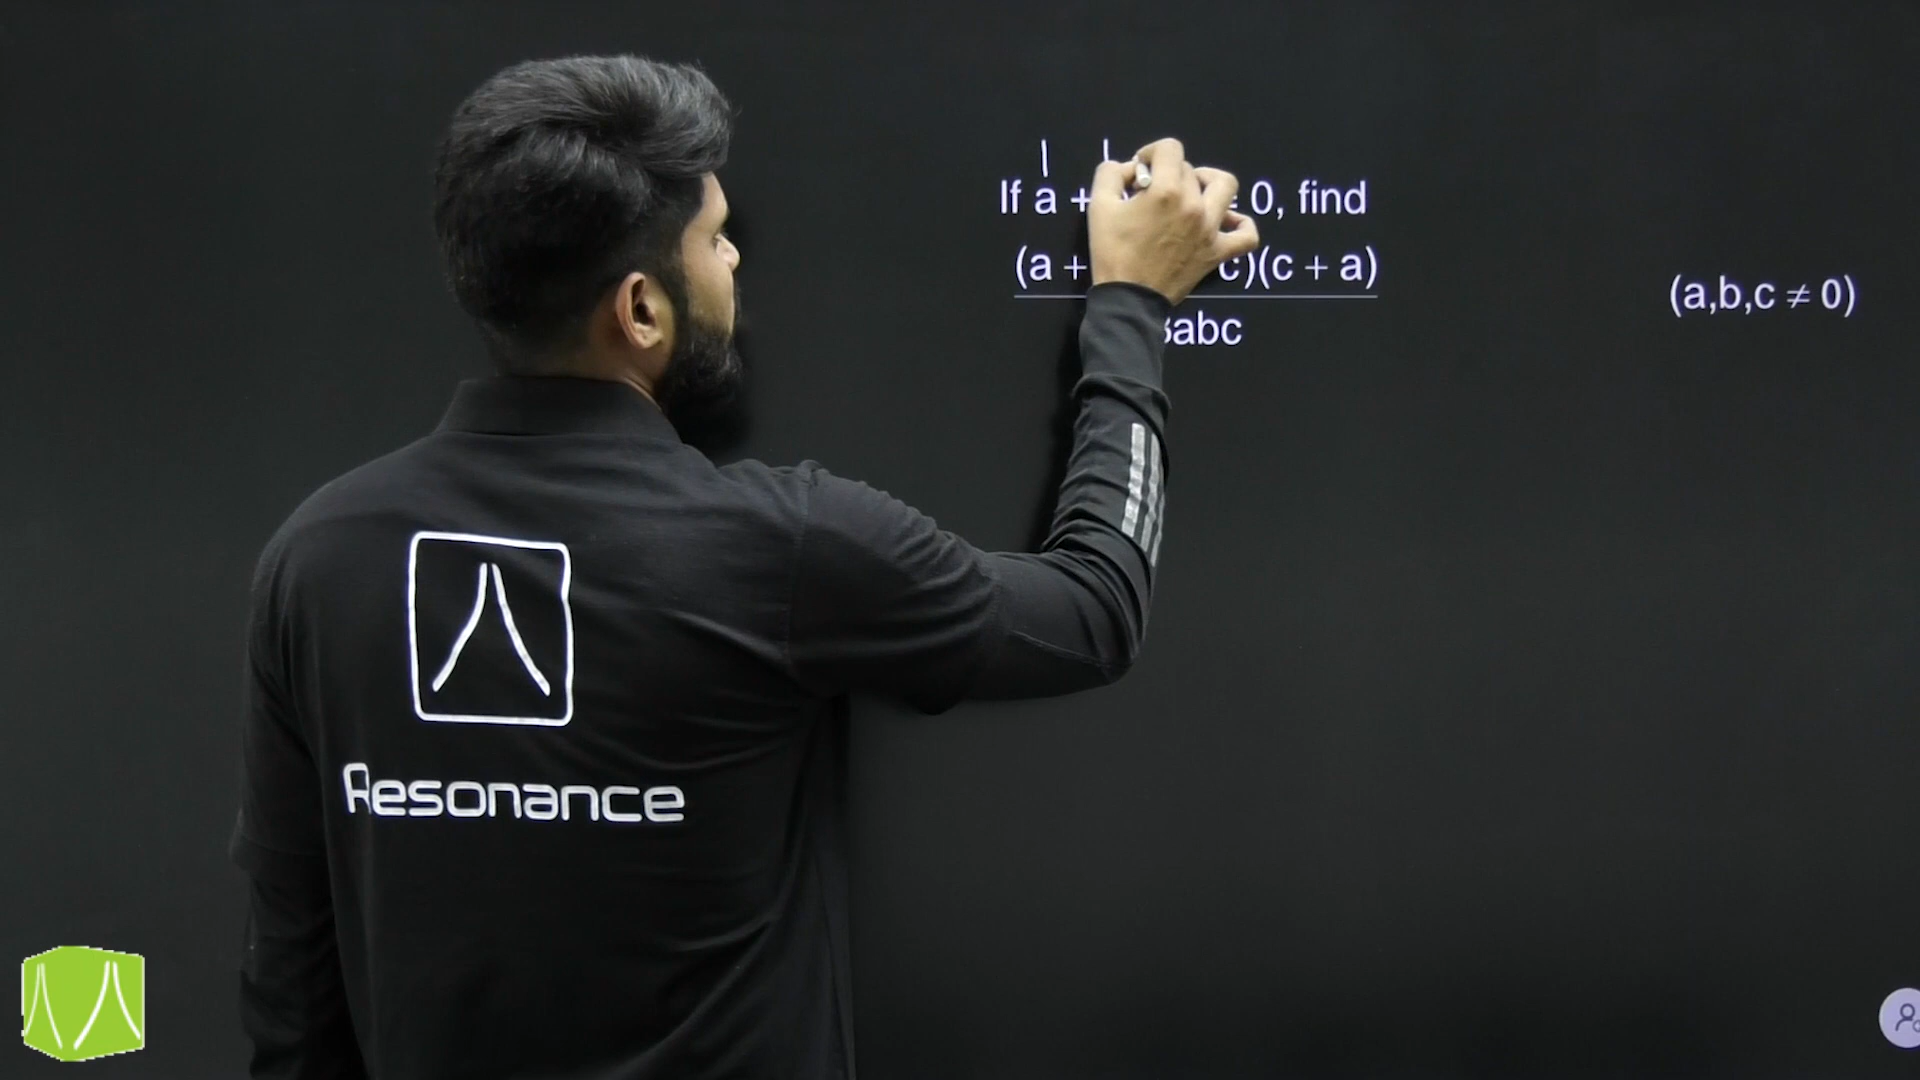 If a + 0, find
(a + c)(c + a)
abc
(a,b,c ≠ 0)
Resonance